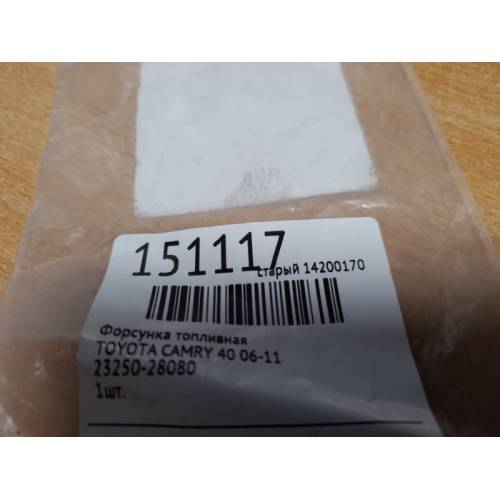 151117
старый 14200170
Форсунка топливная
TOYOTA CAMRY 40 06-11
23250-28080
1шт.